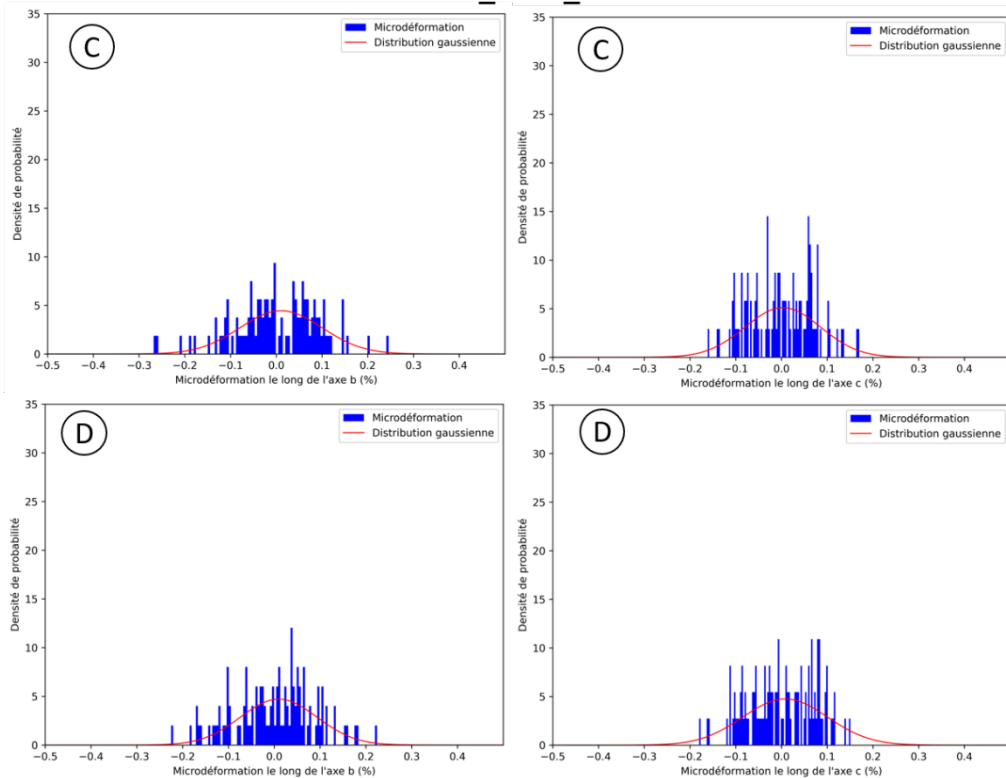 C
Microdéformation
Distribution gaussienne
Densité de probabilité
35
30
25
20
15
10
5
0
−0.5 −0.4 −0.3 −0.2 −0.1 0.0 0.1 0.2 0.3 0.4
Microdéformation le long de l'axe b (%)
C
Microdéformation
Distribution gaussienne
Densité de probabilité
35
30
25
20
15
10
5
0
−0.5 −0.4 −0.3 −0.2 −0.1 0.0 0.1 0.2 0.3 0.4
Microdéformation le long de l'axe c (%)
D
Microdéformation
Distribution gaussienne
Densité de probabilité
35
30
25
20
15
10
5
0
−0.5 −0.4 −0.3 −0.2 −0.1 0.0 0.1 0.2 0.3 0.4
Microdéformation le long de l'axe b (%)
D
Microdéformation
Distribution gaussienne
Densité de probabilité
35
30
25
20
15
10
5
0
−0.5 −0.4 −0.3 −0.2 −0.1 0.0 0.1 0.2 0.3 0.4
Microdéformation le long de l'axe c (%)